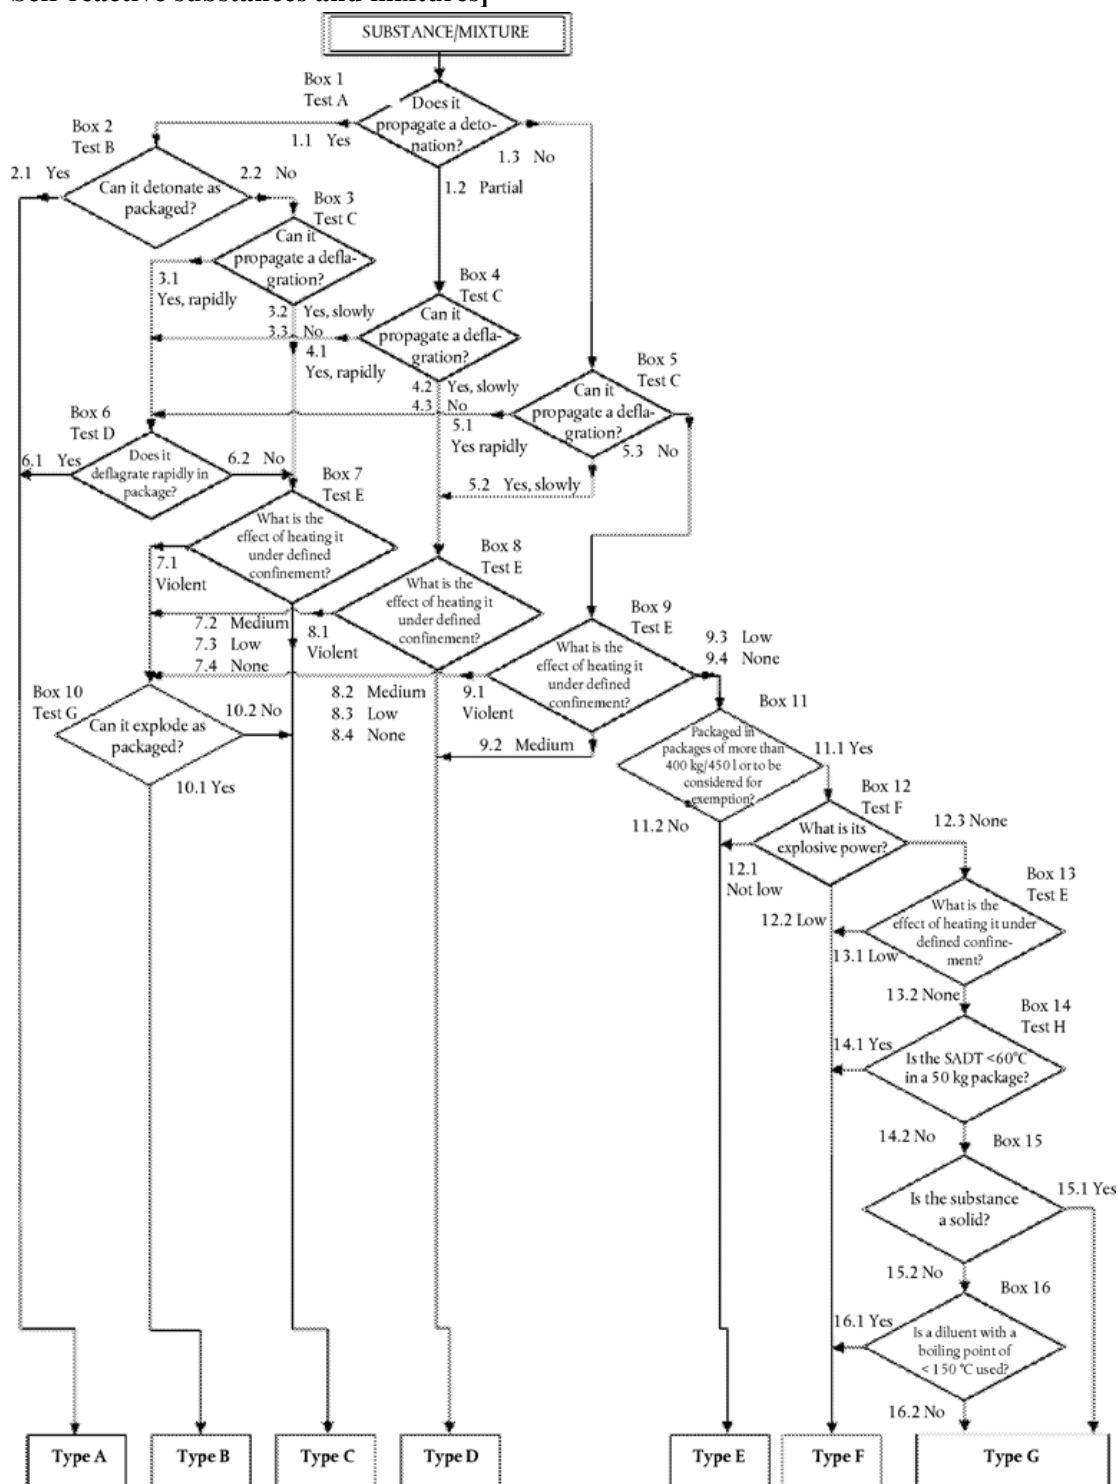 Self-reactive substances and mixtures]
SUBSTANCE/MIXTURE
Box 1
Test A
Does it
propagate a deto-
nation?
1.1 Yes
1.2 Partial
1.3 No
Box 2
Test B
Can it detonate as
packaged?
2.1 Yes
2.2 No
Box 3
Test C
Can it
propagate a defla-
gration?
3.1
Yes, rapidly
3.2 Yes, slowly
3.3 No
Box 4
Test C
Can it
propagate a defla-
gration?
4.1
Yes, rapidly
4.2 Yes, slowly
4.3 No
Box 5
Test C
Can it
propagate a defla-
gration?
5.1
Yes rapidly
5.2 Yes, slowly
5.3 No
Box 6
Test D
Does it
deflagrate rapidly in
package?
6.1 Yes
6.2 No
Box 7
Test E
What is the
effect of heating it
under defined
confinement?
7.1
Violent
7.2 Medium
7.3 Low
7.4 None
Box 8
Test E
What is the
effect of heating it
under defined
confinement?
8.1
Violent
8.2 Medium
8.3 Low
8.4 None
Box 9
Test E
What is the
effect of heating it
under defined
confinement?
9.1
Violent
9.2 Medium
9.3 Low
9.4 None
Box 10
Test G
Can it explode as
packaged?
10.1 Yes
10.2 No
Box 11
Packaged in
packages of more than
400 kg/450 l or to be
considered for
exemption?
11.1 Yes
11.2 No
Box 12
Test F
What is its
explosive power?
12.1
Not low
12.2 Low
12.3 None
Box 13
Test E
What is the
effect of heating it under
defined confine-
ment?
13.1 Low
13.2 None
Box 14
Test H
Is the SADT <60°C
in a 50 kg package?
14.1 Yes
14.2 No
Box 15
Is the substance
a solid?
15.1 Yes
15.2 No
Box 16
Is a diluent with a
boiling point of
< 150 °C used?
16.1 Yes
16.2 No
Type A
Type B
Type C
Type D
Type E
Type F
Type G